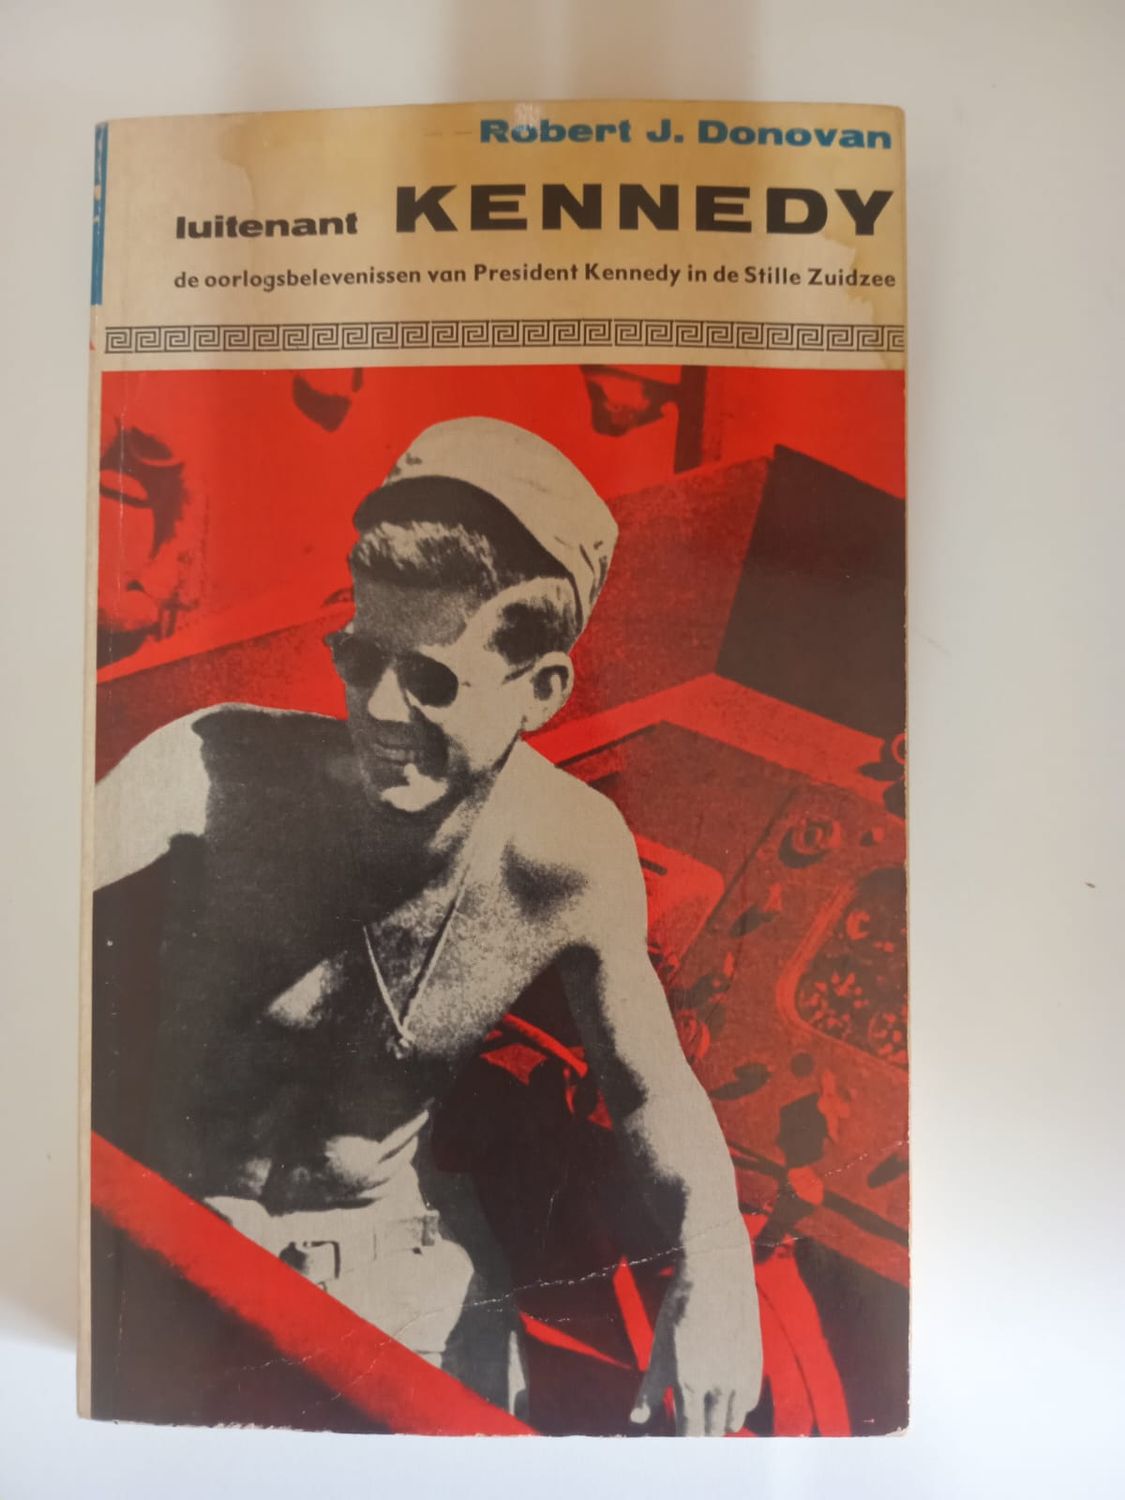 Robert J. Donovan
luitenant KENNEDY
de oorlogsbelevenissen van President Kennedy in de Stille Zuidzee